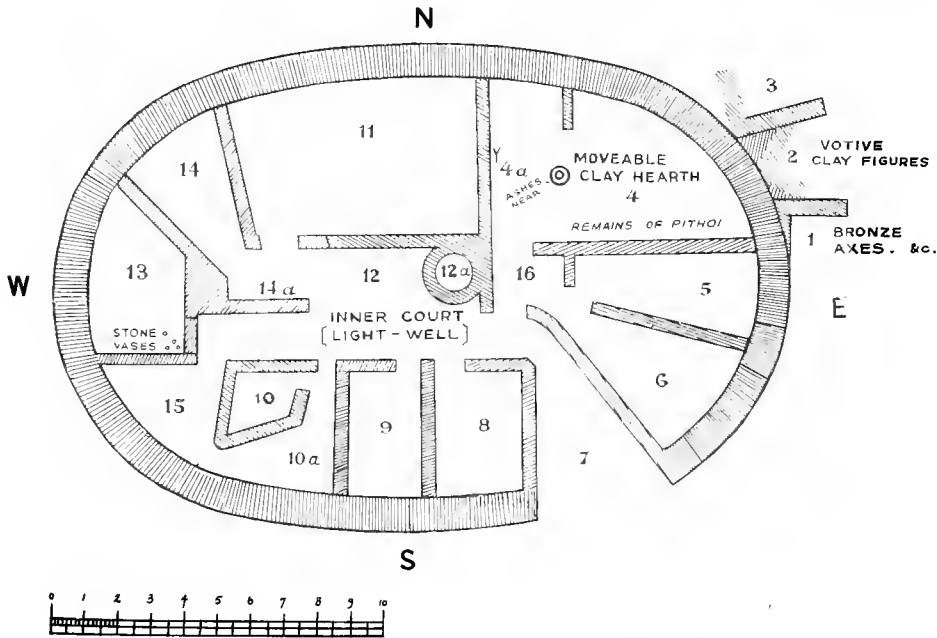 N
3
11
14
Y
4a
MOVEABLE
CLAY HEARTH
4
ASHES.
NEAR
2
VOTIVE
CLAY FIGURES
REMAINS OF PITHOI
1
BRONZE
AXES. &c.
W
13
12
12a
16
14a
5
E
INNER COURT
[LIGHT-WELL]
STONE
VASES
6
15
10
9
8
10a
7
S
0 1 2 3 4 5 6 7 8 9 10